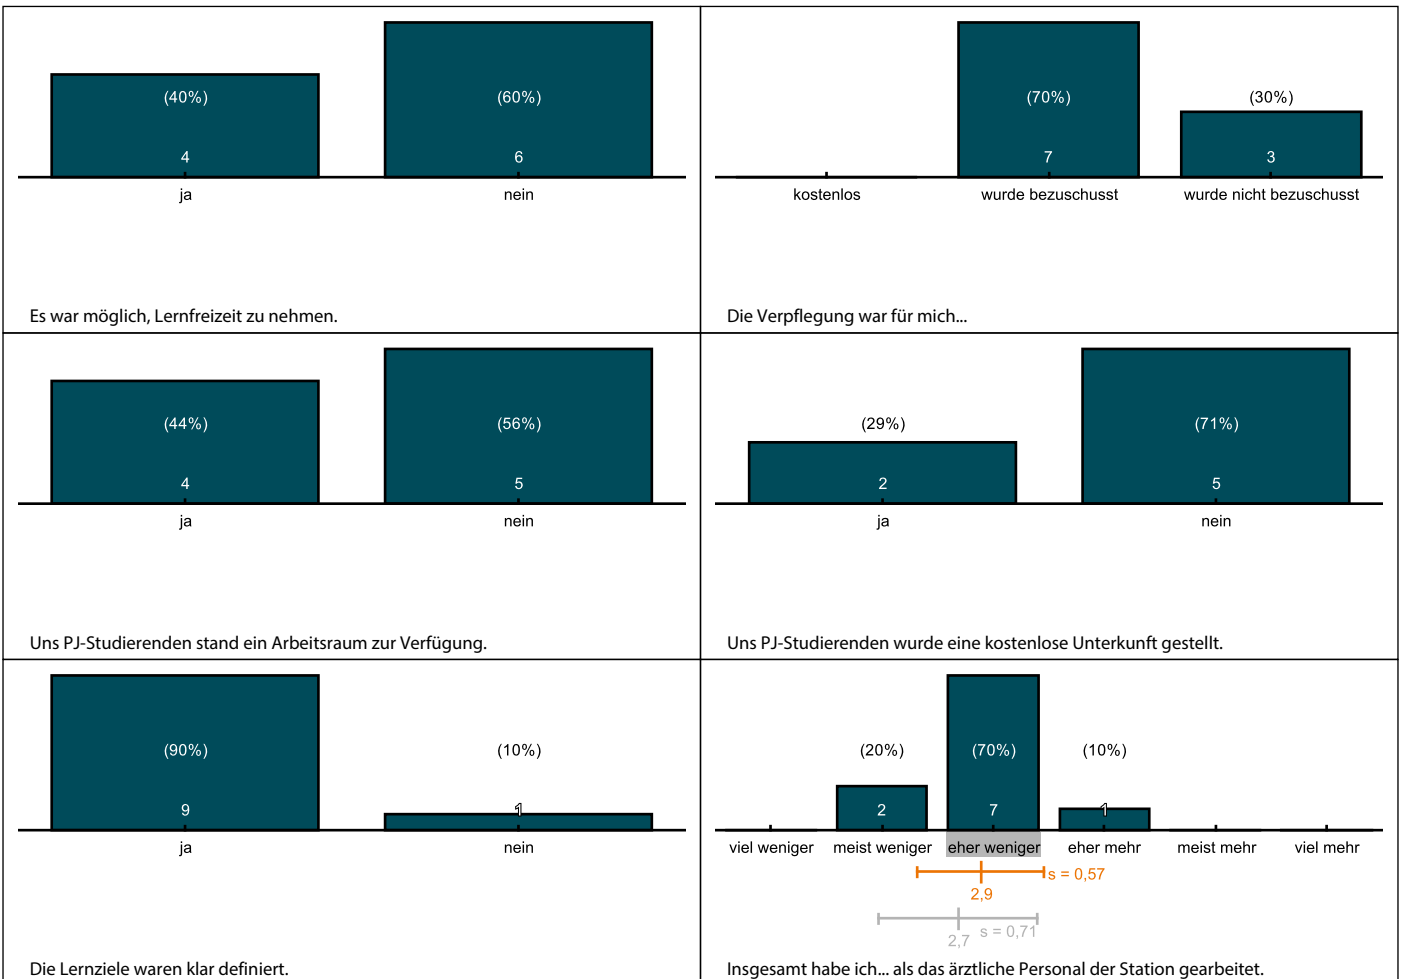 (40%)
(60%)
4
6
ja
nein
Es war möglich, Lernfreizeit zu nehmen.
(70%)
(30%)
7
3
kostenlos
wurde bezuschusst
wurde nicht bezuschusst
Die Verpflegung war für mich...
(44%)
(56%)
4
5
ja
nein
Uns PJ-Studierenden stand ein Arbeitsraum zur Verfügung.
(29%)
(71%)
2
5
ja
nein
Uns PJ-Studierenden wurde eine kostenlose Unterkunft gestellt.
(90%)
(10%)
9
1
ja
nein
Die Lernziele waren klar definiert.
(20%)
(70%)
(10%)
2
7
1
viel weniger
meist weniger
eher weniger
eher mehr
meist mehr
viel mehr
s = 0,57
2,9
s = 0,71
2,7
Insgesamt habe ich... als das ärztliche Personal der Station gearbeitet.